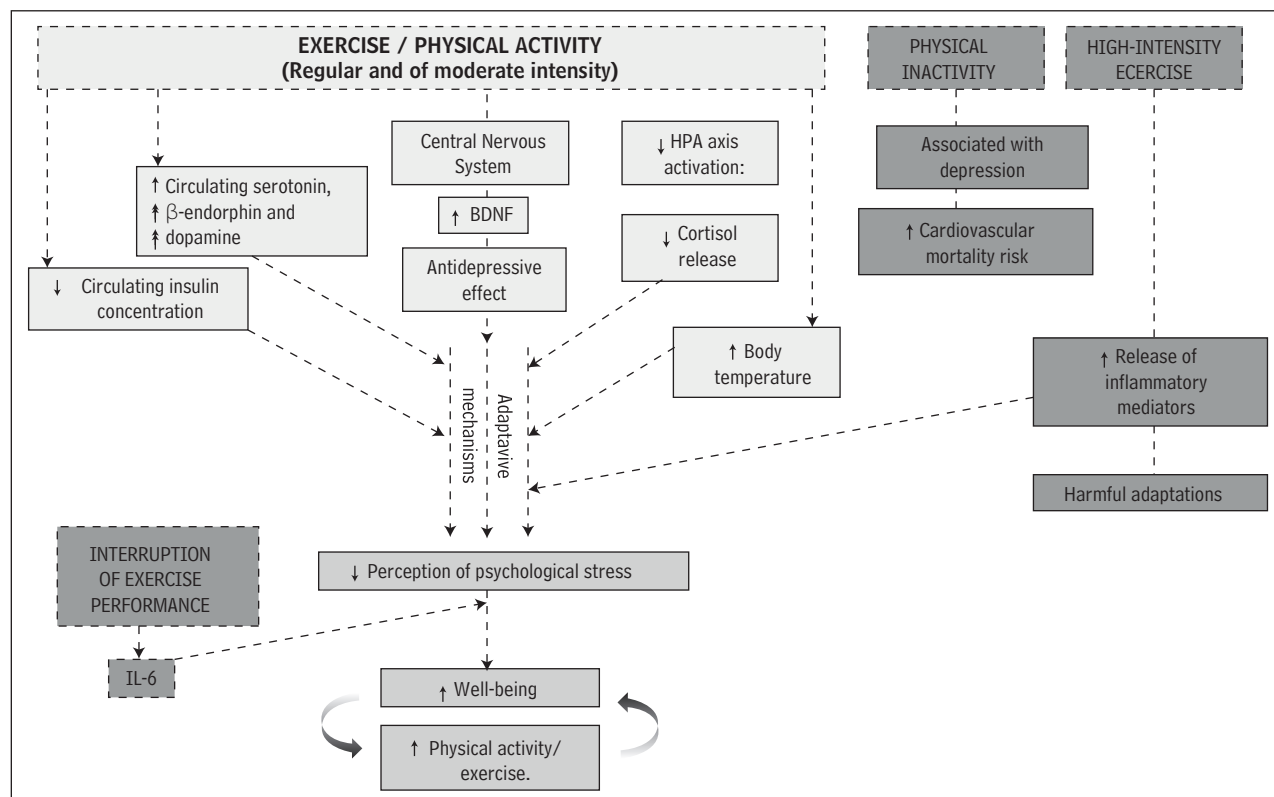 EXERCISE / PHYSICAL ACTIVITY
(Regular and of moderate intensity)
PHYSICAL
INACTIVITY
HIGH-INTENSITY
ECERCISE
Central Nervous
System
↓ HPA axis
activation:
Associated with
depression
↑ Circulating serotonin,
↑ β-endorphin and
↑ dopamine
↑ BDNF
↓ Cortisol
release
↑ Cardiovascular
mortality risk
↓ Circulating insulin
concentration
Antidepressive
effect
↑ Body
temperature
↑ Release of
inflammatory
mediators
Adaptavive
mechanisms
Harmful adaptations
INTERRUPTION
OF EXERCISE
PERFORMANCE
↓ Perception of psychological stress
IL-6
↑ Well-being
↑ Physical activity/
exercise.